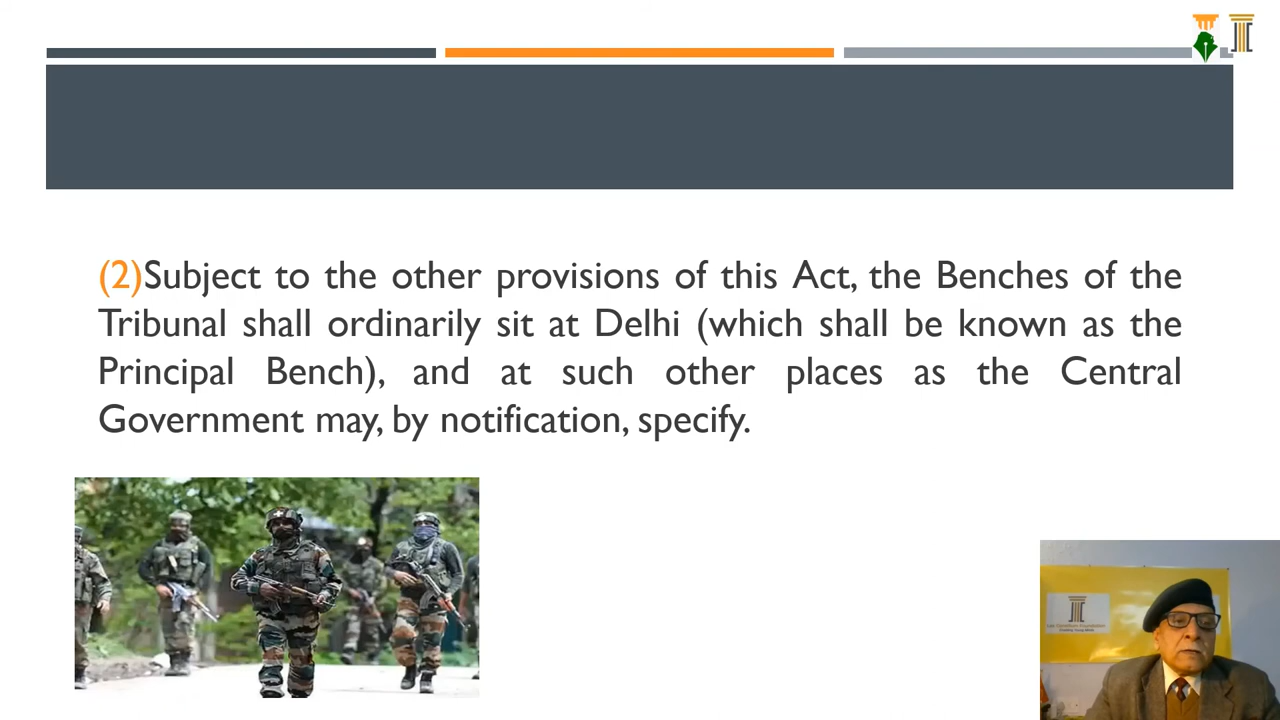 (2)Subject to the other provisions of this Act, the Benches of the
Tribunal shall ordinarily sit at Delhi (which shall be known as the
Principal Bench), and at such other places as the Central
Government may, by notification, specify.